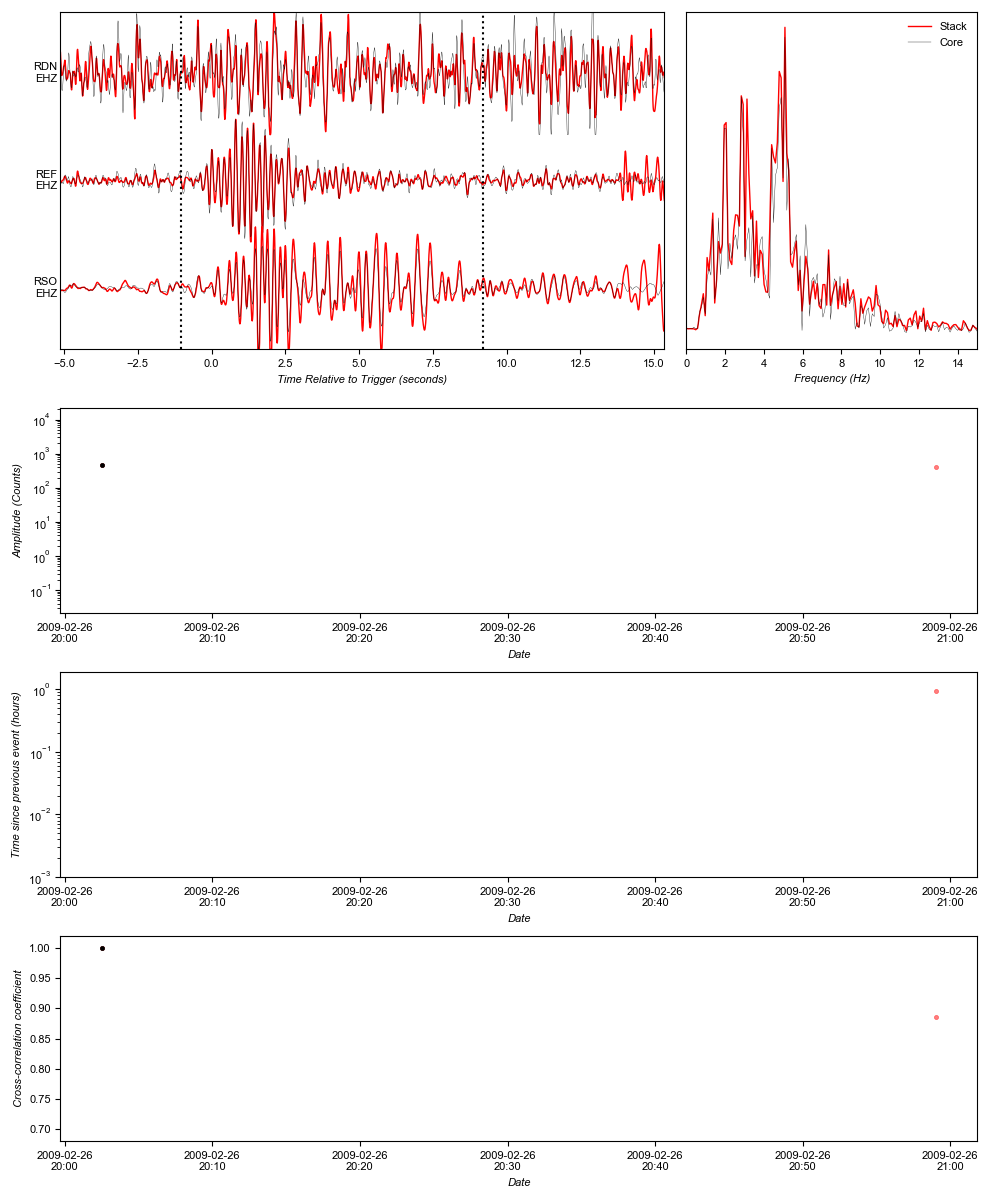 RDN
EHZ
REF
EHZ
RSO
EHZ
−5.0 −2.5 0.0 2.5 5.0 7.5 10.0 12.5 15.0
Time Relative to Trigger (seconds)
Stack
Core
0 2 4 6 8 10 12 14
Frequency (Hz)
10⁴
10³
10²
10¹
10⁰
10⁻¹
Amplitude (Counts)
2009-02-26 2009-02-26 2009-02-26 2009-02-26 2009-02-26 2009-02-26 2009-02-26
20:00 20:10 20:20 20:30 20:40 20:50 21:00
Date
10⁰
10⁻¹
10⁻²
10⁻³
Time since previous event (hours)
2009-02-26 2009-02-26 2009-02-26 2009-02-26 2009-02-26 2009-02-26 2009-02-26
20:00 20:10 20:20 20:30 20:40 20:50 21:00
Date
1.00
0.95
0.90
0.85
0.80
0.75
0.70
Cross-correlation coefficient
2009-02-26 2009-02-26 2009-02-26 2009-02-26 2009-02-26 2009-02-26 2009-02-26
20:00 20:10 20:20 20:30 20:40 20:50 21:00
Date